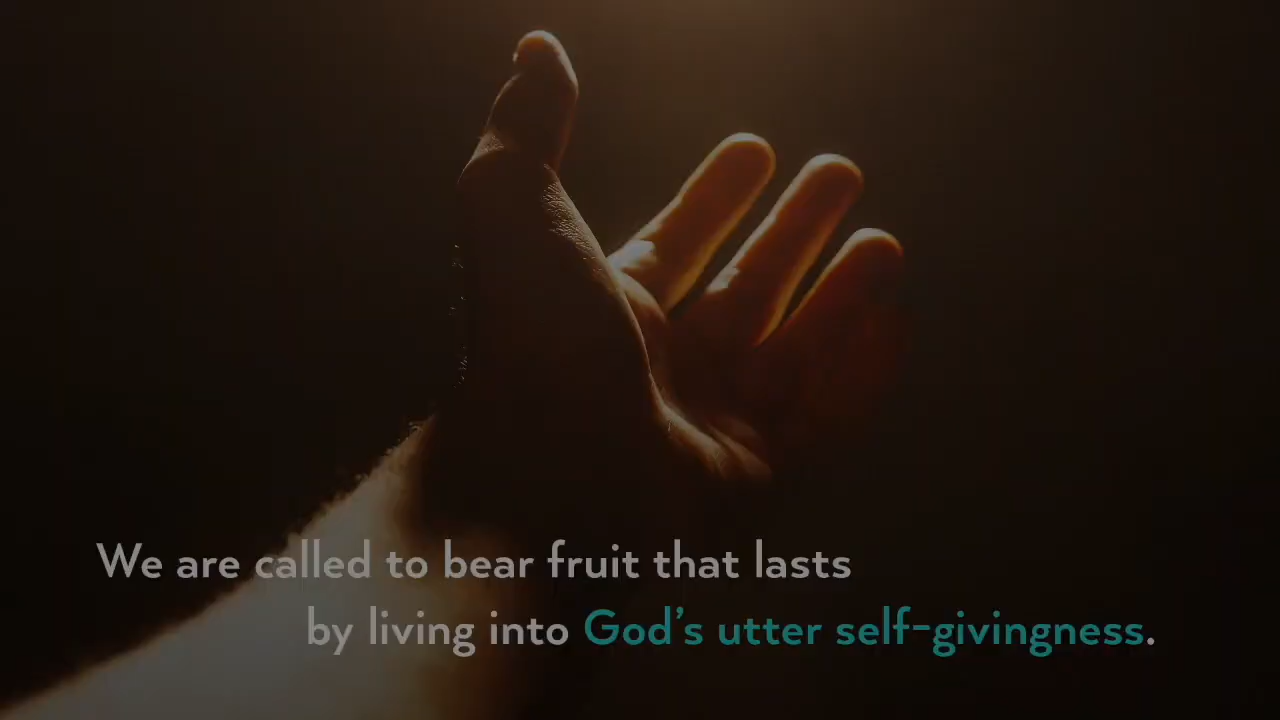 We are called to bear fruit that lasts
by living into God’s utter self-givingness.